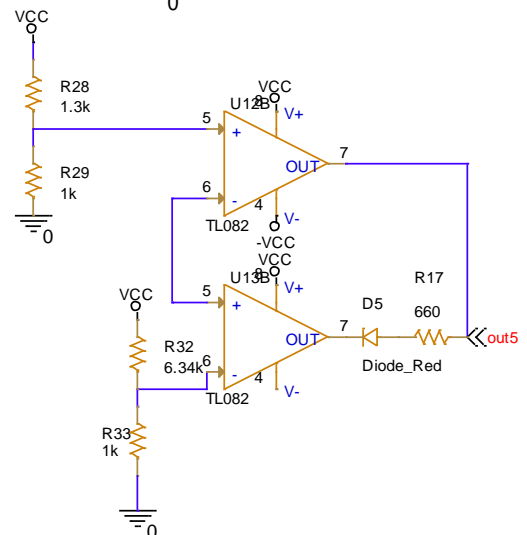 0
VCC
R28
1.3k
R29
1k
0
U12B
8
VCC
V+
5
+
OUT
7
6
-
4
V-
TL082
-VCC
U13B
8
VCC
V+
5
+
OUT
7
6
-
4
V-
TL082
VCC
R32
6.34k
R33
1k
0
D5
Diode_Red
R17
660
out5